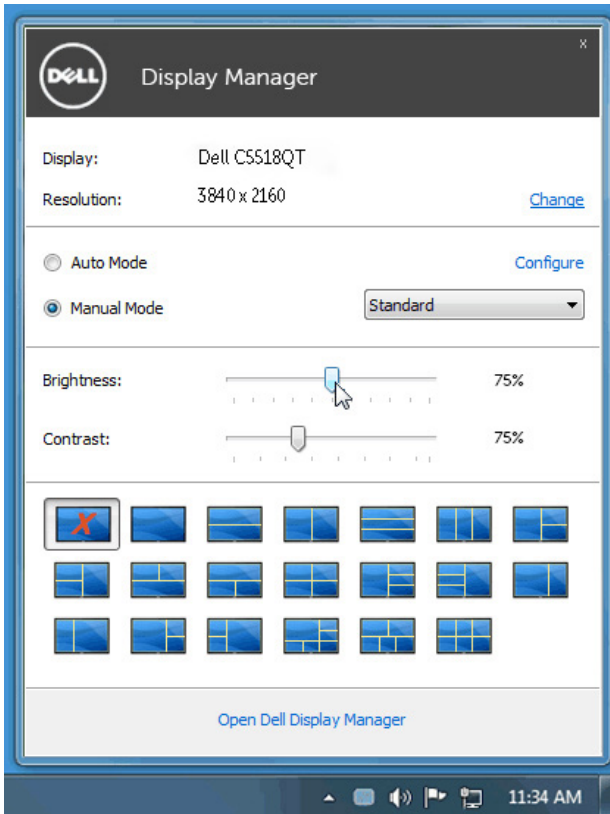 x
DELL
Display Manager
Display: Dell C5518QT
Resolution: 3840 x 2160 Change
Auto Mode Configure
Manual Mode Standard
Brightness: 75%
Contrast: 75%
X
Open Dell Display Manager
11:34 AM